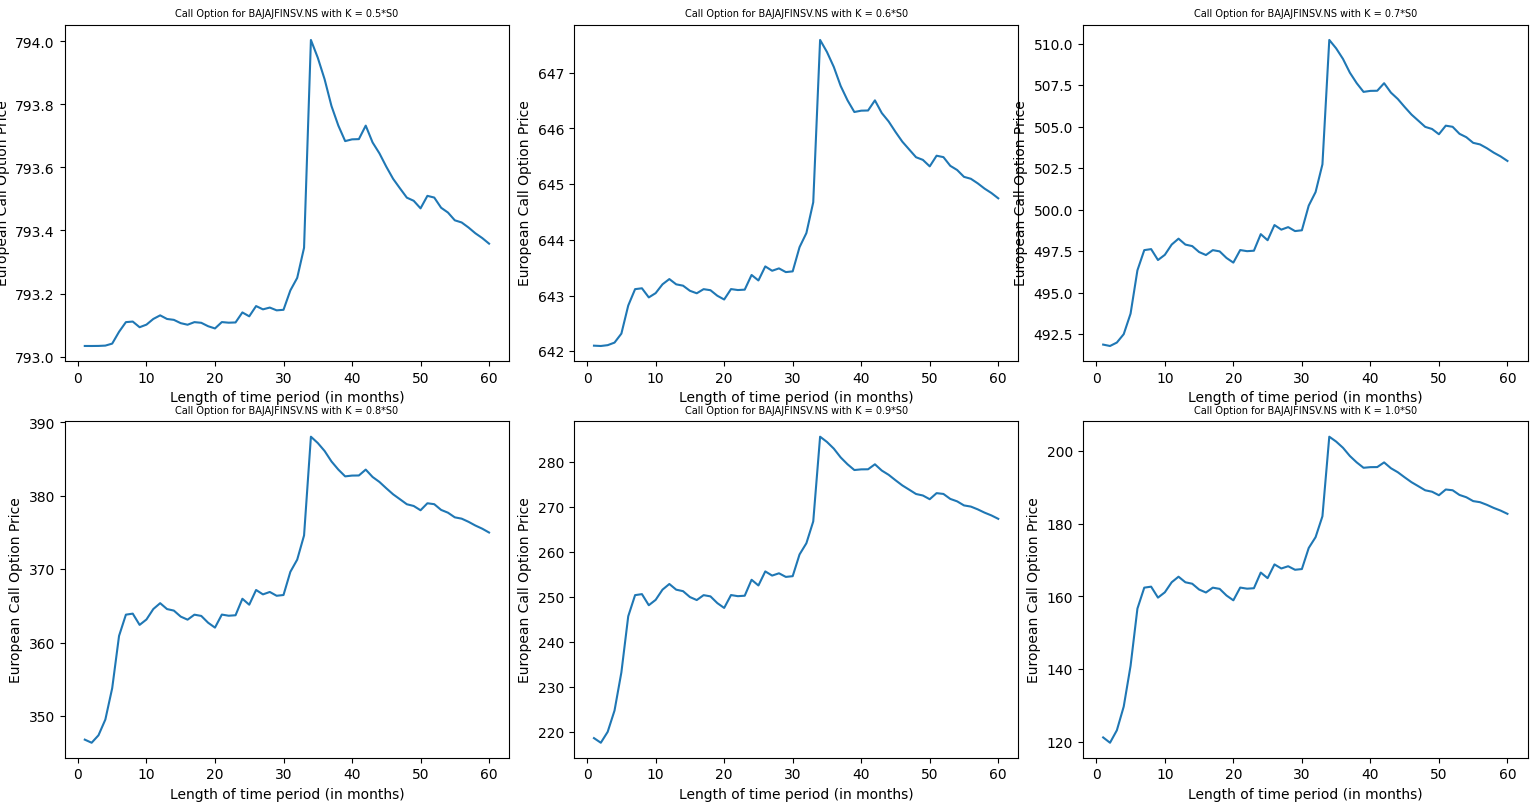 Call Option for BAJAJFINSV.NS with K = 0.5*S0
794.0
793.8
793.6
793.4
793.2
793.0
European Call Option Price
0 10 20 30 40 50 60
Length of time period (in months)
Call Option for BAJAJFINSV.NS with K = 0.6*S0
647
646
645
644
643
642
European Call Option Price
0 10 20 30 40 50 60
Length of time period (in months)
Call Option for BAJAJFINSV.NS with K = 0.7*S0
510.0
507.5
505.0
502.5
500.0
497.5
495.0
492.5
European Call Option Price
0 10 20 30 40 50 60
Length of time period (in months)
Call Option for BAJAJFINSV.NS with K = 0.8*S0
390
380
370
360
350
European Call Option Price
0 10 20 30 40 50 60
Length of time period (in months)
Call Option for BAJAJFINSV.NS with K = 0.9*S0
280
270
260
250
240
230
220
European Call Option Price
0 10 20 30 40 50 60
Length of time period (in months)
Call Option for BAJAJFINSV.NS with K = 1.0*S0
200
180
160
140
120
European Call Option Price
0 10 20 30 40 50 60
Length of time period (in months)